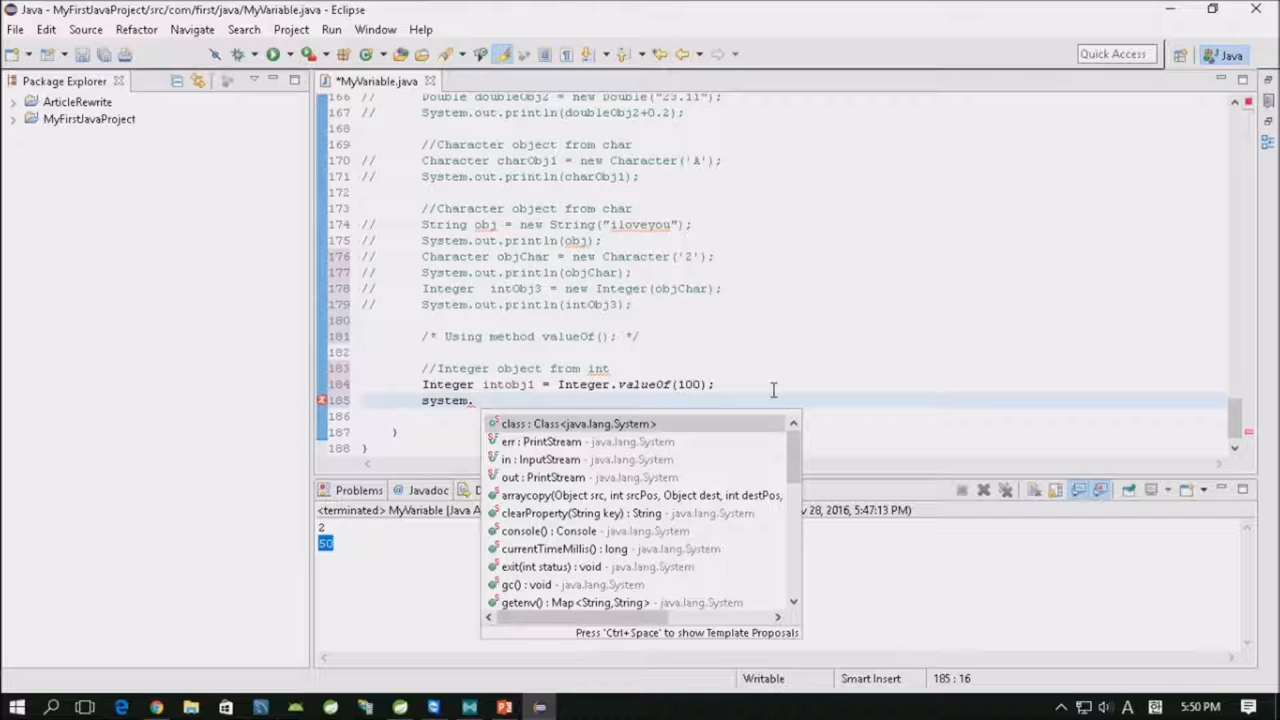 Java - MyFirstJavaProject/src/com/first/java/MyVariable.java - Eclipse
File Edit Source Refactor Navigate Search Project Run Window Help
Quick Access Java
Package Explorer
*MyVariable.java
ArticleRewrite
MyFirstJavaProject
166 // Double doubleObj2 = new Double("23.11");
167 // System.out.println(doubleObj2+0.2);
168
169 //Character object from char
170 // Character charObj1 = new Character('A');
171 // System.out.println(charObj1);
172
173 //Character object from char
174 // String obj = new String("iloveyou");
175 // System.out.println(obj);
176 // Character objChar = new Character('2');
177 // System.out.println(objChar);
178 // Integer intObj3 = new Integer(objChar);
179 // System.out.println(intObj3);
180
181 /* Using method valueOf(); */
182
183 //Integer object from int
184 Integer intobj1 = Integer.valueOf(100);
185 system.
186
187 }
188 }
class : Class<java.lang.System>
err : PrintStream - java.lang.System
in : InputStream - java.lang.System
out : PrintStream - java.lang.System
arraycopy(Object src, int srcPos, Object dest, int destPos,
clearProperty(String key) : String - java.lang.System
console() : Console - java.lang.System
currentTimeMillis() : long - java.lang.System
exit(int status) : void - java.lang.System
gc() : void - java.lang.System
getenv() : Map<String,String> - java.lang.System
Press 'Ctrl+Space' to show Template Proposals
Problems @ Javadoc
<terminated> MyVariable [Java A
v 28, 2016, 5:47:13 PM)
2
50
Writable Smart Insert 185 : 16
A 5:50 PM